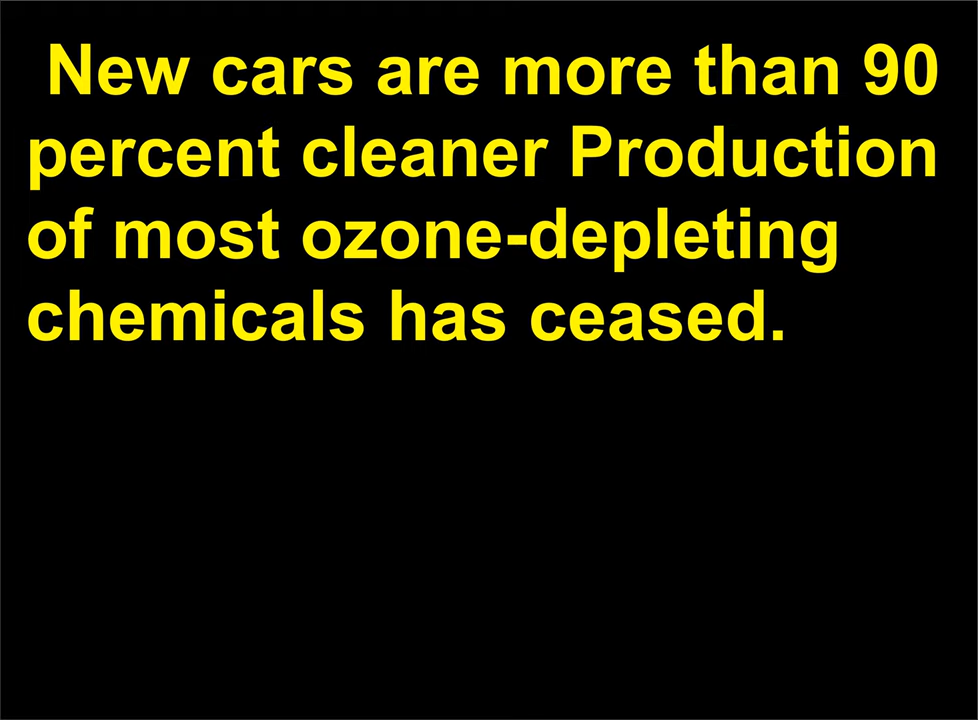 New cars are more than 90
percent cleaner Production
of most ozone-depleting
chemicals has ceased.